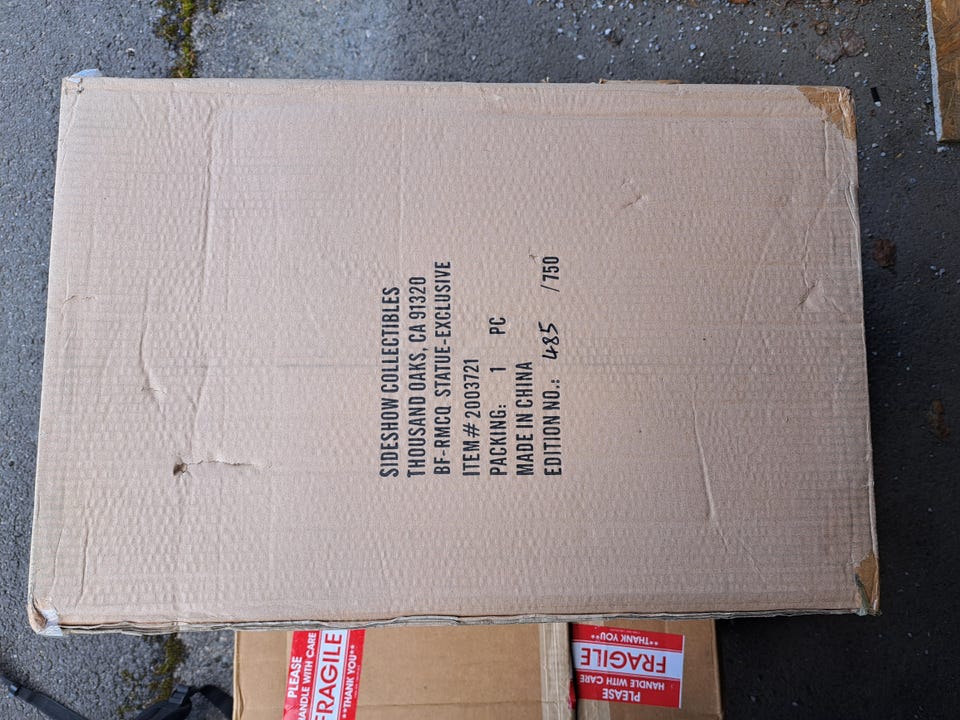 SIDESHOW COLLECTIBLES
THOUSAND OAKS, CA 91320
BF-RMCQ STATUE-EXCLUSIVE
ITEM# 2003721
PACKING: 1 PC
MADE IN CHINA
EDITION NO.: 485 /750
PLEASE
HANDLE WITH CARE
FRAGILE
**THANK YOU**
PLEASE
HANDLE WITH CARE
FRAGILE
**THANK YOU**